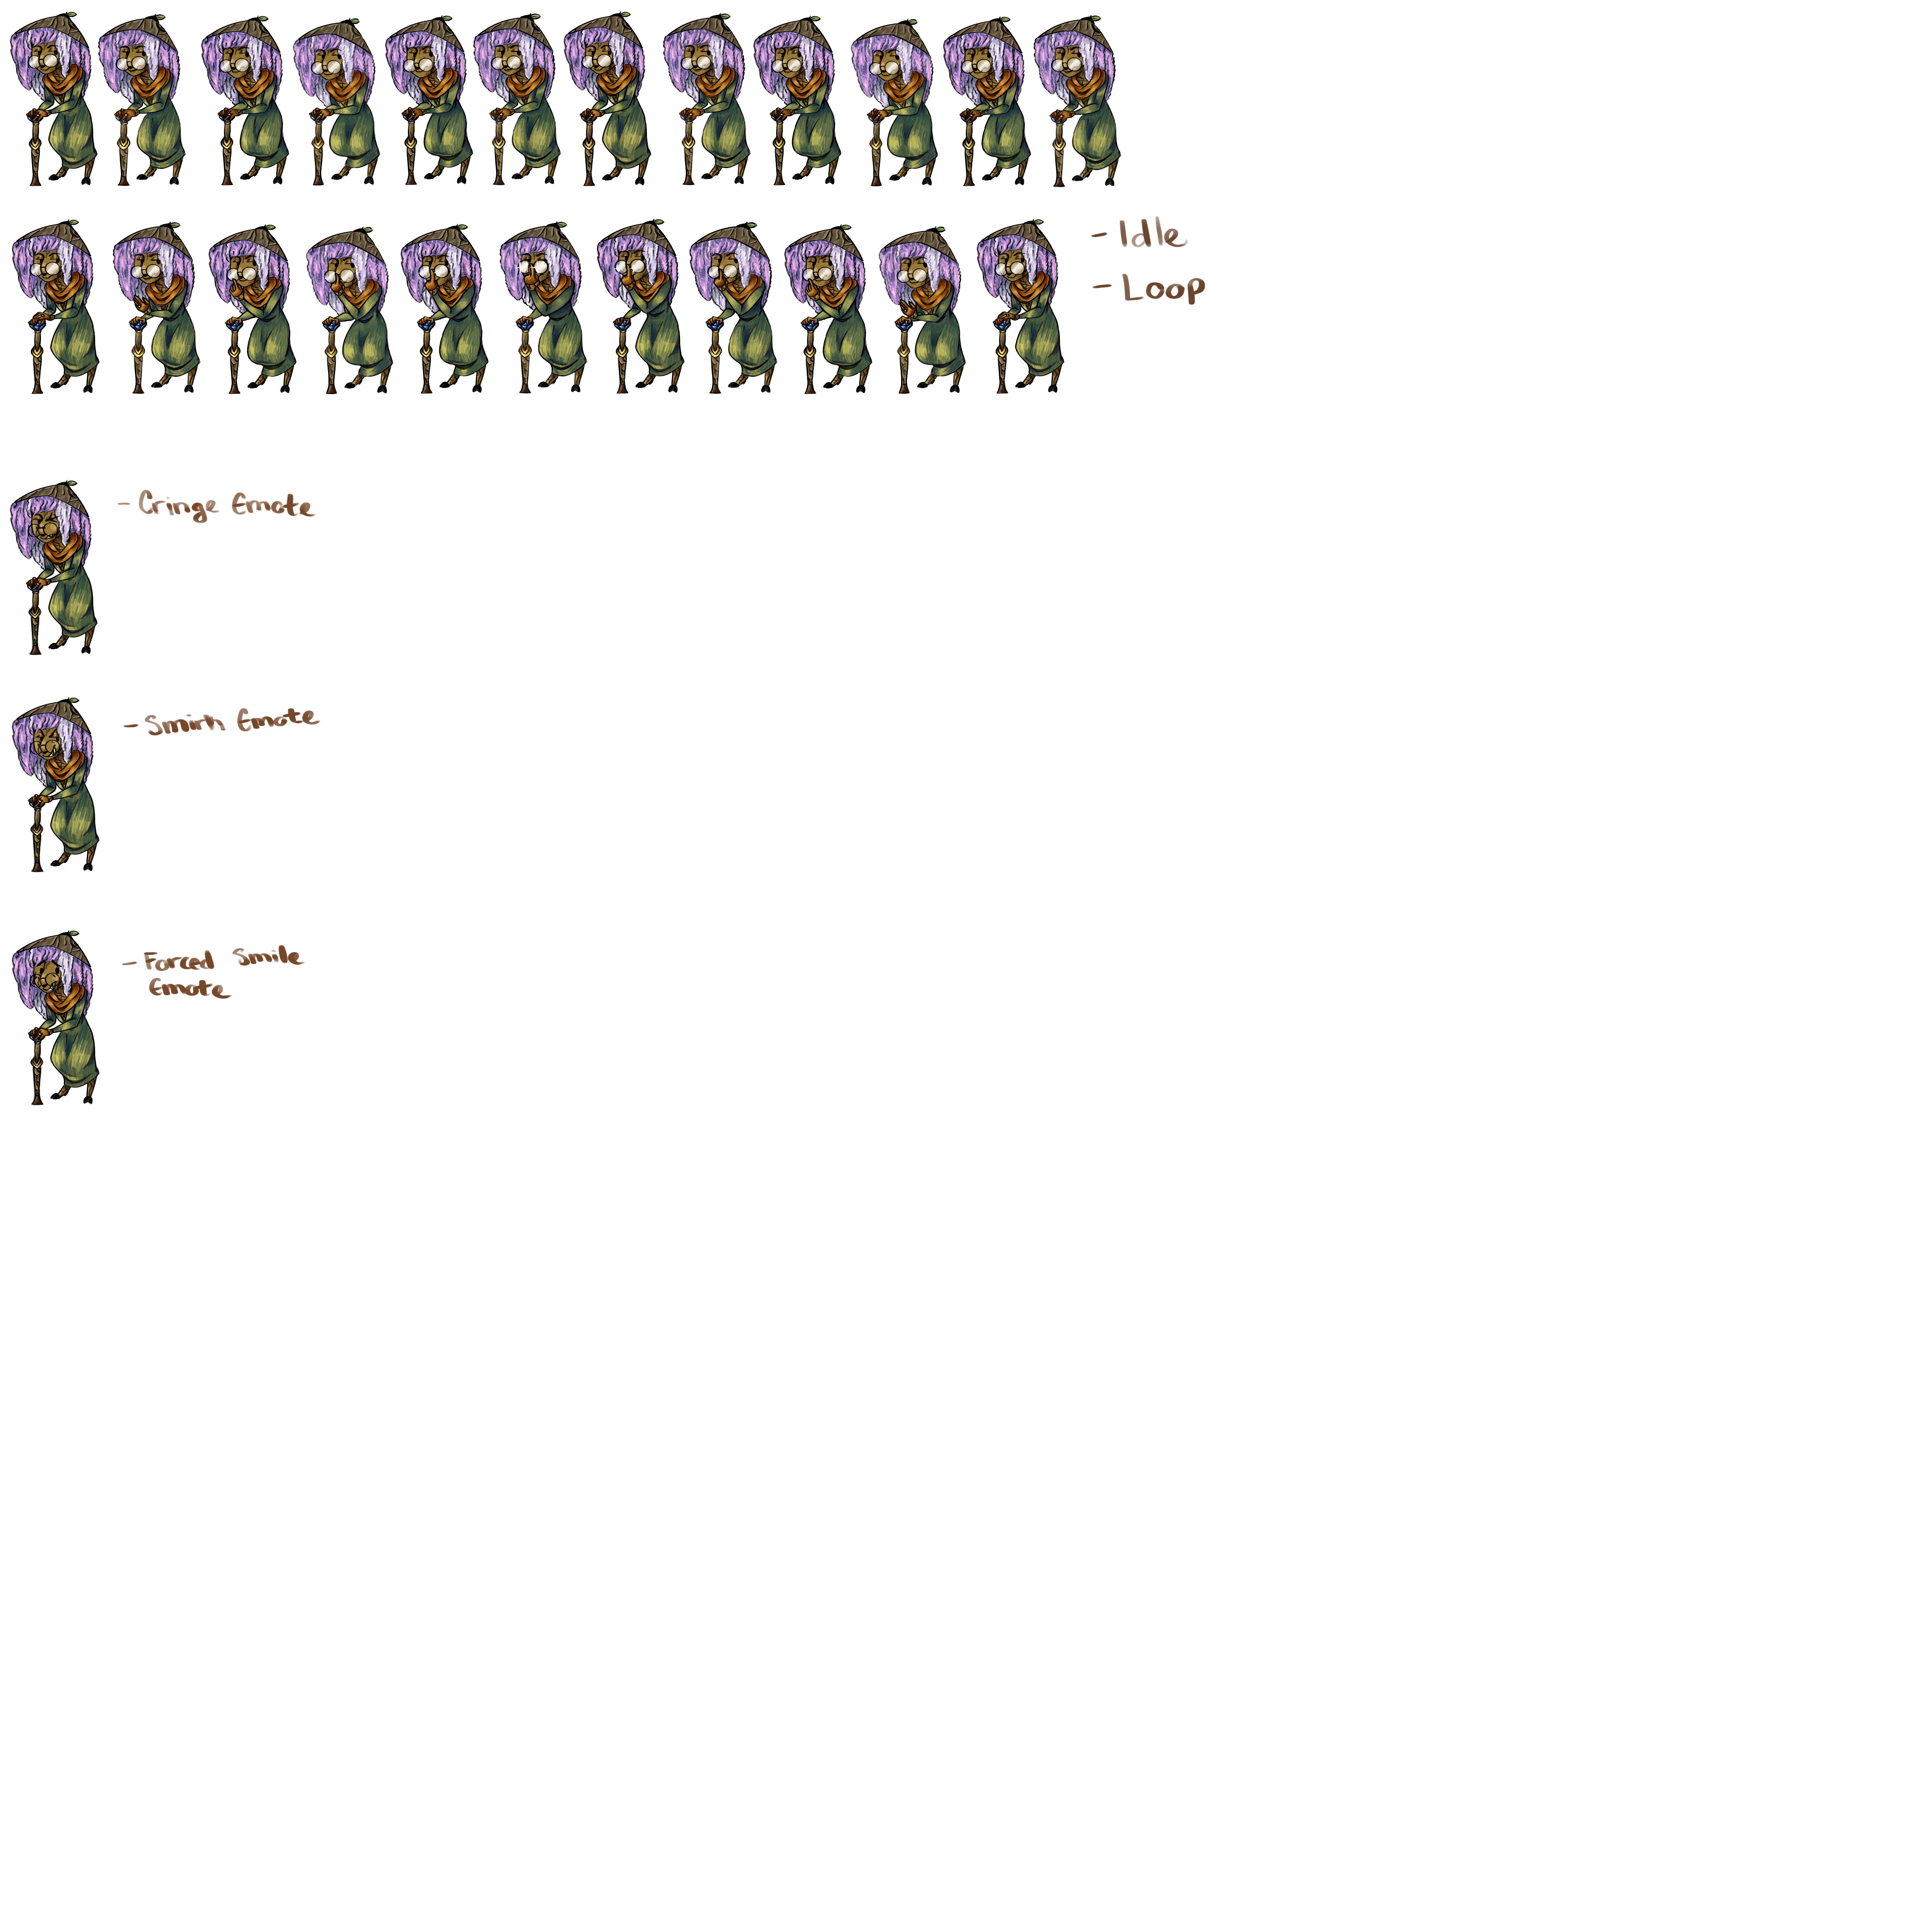 - Idle
- Loop
- Cringe Emote
- Smirk Emote
- Forced Smile
Emote